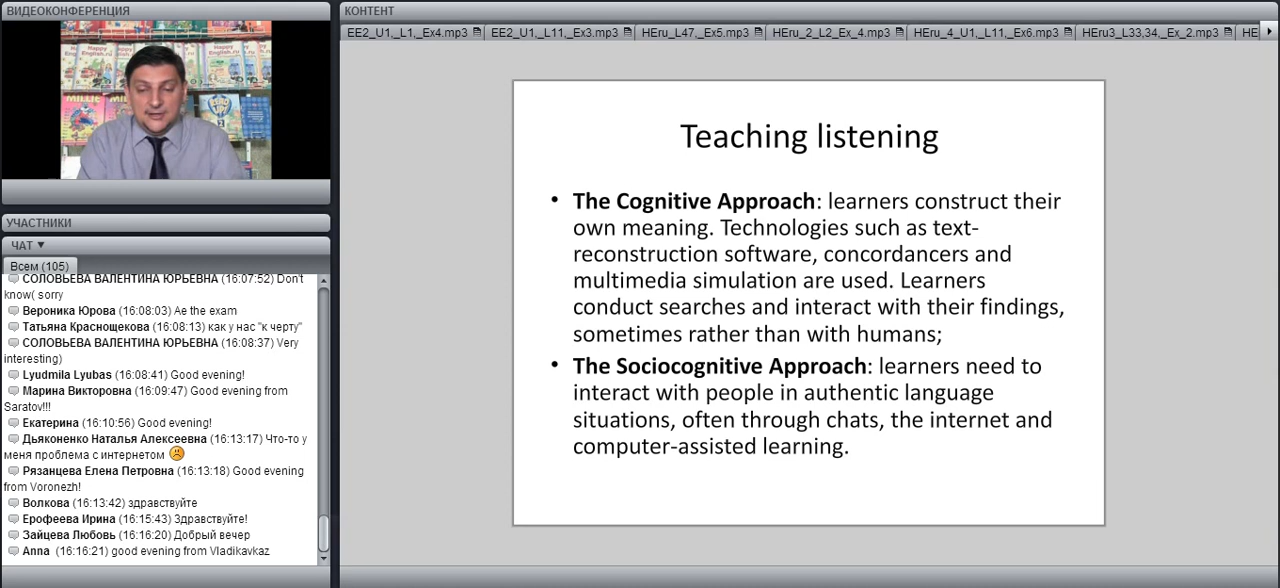 ВИДЕОКОНФЕРЕНЦИЯ
Happy English.ru
MILLIE
УЧАСТНИКИ
ЧАТ ▼
Всем (105)
СОЛОВЬЕВА ВАЛЕНТИНА ЮРЬЕВНА (16:07:52) Don't
know( sorry
Вероника Юрова (16:08:03) Ae the exam
Татьяна Краснощекова (16:08:13) как у нас "к черту"
СОЛОВЬЕВА ВАЛЕНТИНА ЮРЬЕВНА (16:08:37) Very
interesting)
Lyudmila Lyubas (16:08:41) Good evening!
Марина Викторовна (16:09:47) Good evening from
Saratov!!!
Екатерина (16:10:56) Good evening!
Дьяконенко Наталья Алексеевна (16:13:17) Что-то у
меня проблема с интернетом
Рязанцева Елена Петровна (16:13:18) Good evening
from Voronezh!
Волкова (16:13:42) здравствуйте
Ерофеева Ирина (16:15:43) Здравствуйте!
Зайцева Любовь (16:16:20) Добрый вечер
Anna (16:16:21) good evening from Vladikavkaz
КОНТЕНТ
EE2_U1,_L1,_Ex4.mp3 EE2_U1,_L11,_Ex3.mp3 HEru_L47,_Ex5.mp3 HEru_2_L2_Ex_4.mp3 HEru_4_U1,_L11,_Ex6.mp3 HEru3_L33,34,_Ex_2.mp3 HE
Teaching listening
• The Cognitive Approach: learners construct their
own meaning. Technologies such as text-
reconstruction software, concordancers and
multimedia simulation are used. Learners
conduct searches and interact with their findings,
sometimes rather than with humans;
• The Sociocognitive Approach: learners need to
interact with people in authentic language
situations, often through chats, the internet and
computer-assisted learning.